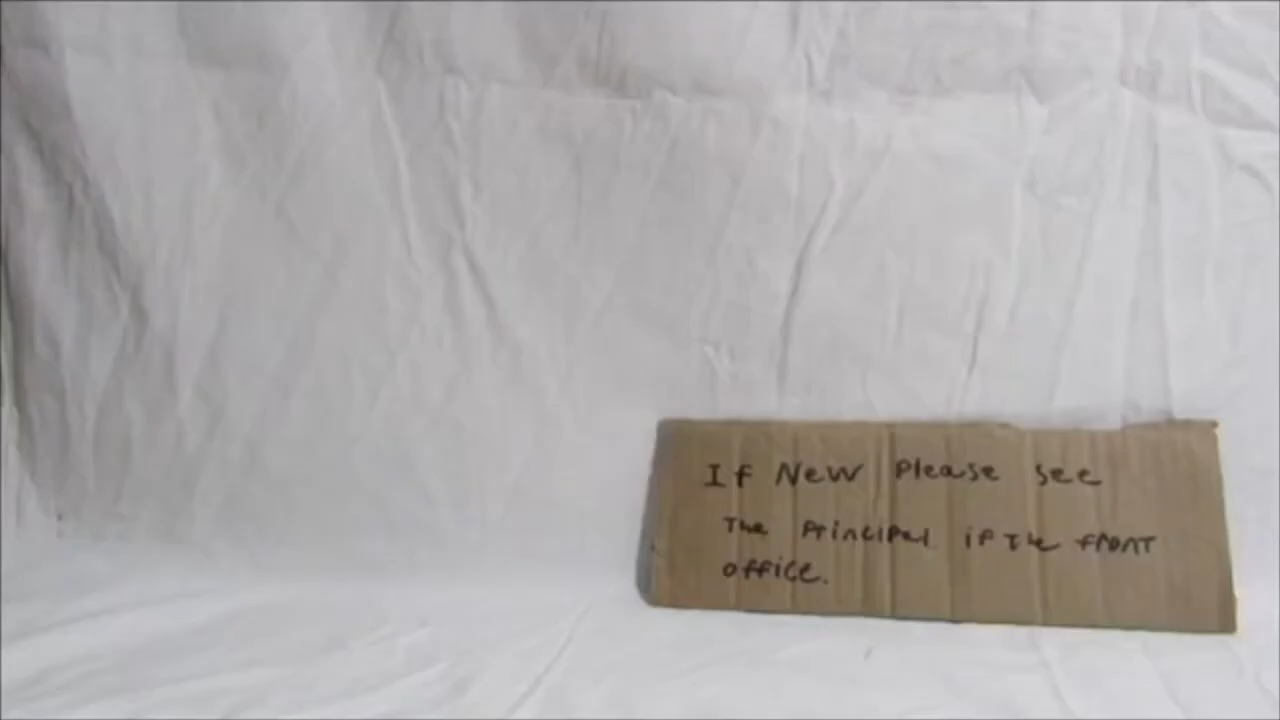 If New please see
The principal if the front
office.